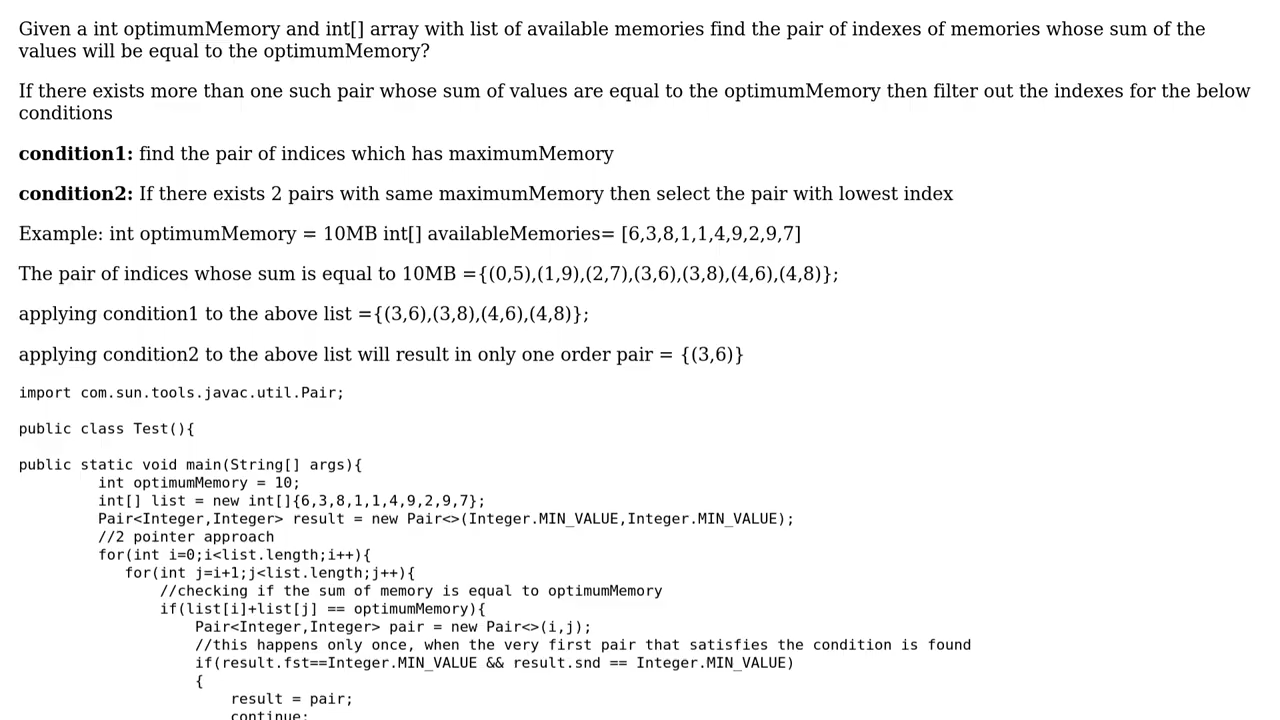 Given a int optimumMemory and int[] array with list of available memories find the pair of indexes of memories whose sum of the
values will be equal to the optimumMemory?
If there exists more than one such pair whose sum of values are equal to the optimumMemory then filter out the indexes for the below
conditions
condition1: find the pair of indices which has maximumMemory
condition2: If there exists 2 pairs with same maximumMemory then select the pair with lowest index
Example: int optimumMemory = 10MB int[] availableMemories= [6,3,8,1,1,4,9,2,9,7]
The pair of indices whose sum is equal to 10MB ={(0,5),(1,9),(2,7),(3,6),(3,8),(4,6),(4,8)};
applying condition1 to the above list ={(3,6),(3,8),(4,6),(4,8)};
applying condition2 to the above list will result in only one order pair = {(3,6)}
import com.sun.tools.javac.util.Pair;
public class Test(){
public static void main(String[] args){
int optimumMemory = 10;
int[] list = new int[]{6,3,8,1,1,4,9,2,9,7};
Pair<Integer,Integer> result = new Pair<>(Integer.MIN_VALUE,Integer.MIN_VALUE);
//2 pointer approach
for(int i=0;i<list.length;i++){
for(int j=i+1;j<list.length;j++){
//checking if the sum of memory is equal to optimumMemory
if(list[i]+list[j] == optimumMemory){
Pair<Integer,Integer> pair = new Pair<>(i,j);
//this happens only once, when the very first pair that satisfies the condition is found
if(result.fst==Integer.MIN_VALUE && result.snd == Integer.MIN_VALUE)
{
result = pair;
continue;